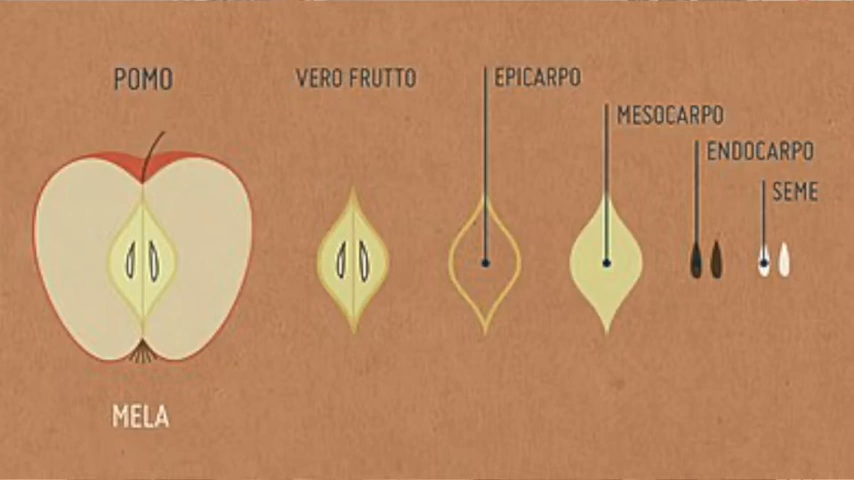 POMO
VERO FRUTTO
EPICARPO
MESOCARPO
ENDOCARPO
SEME
MELA